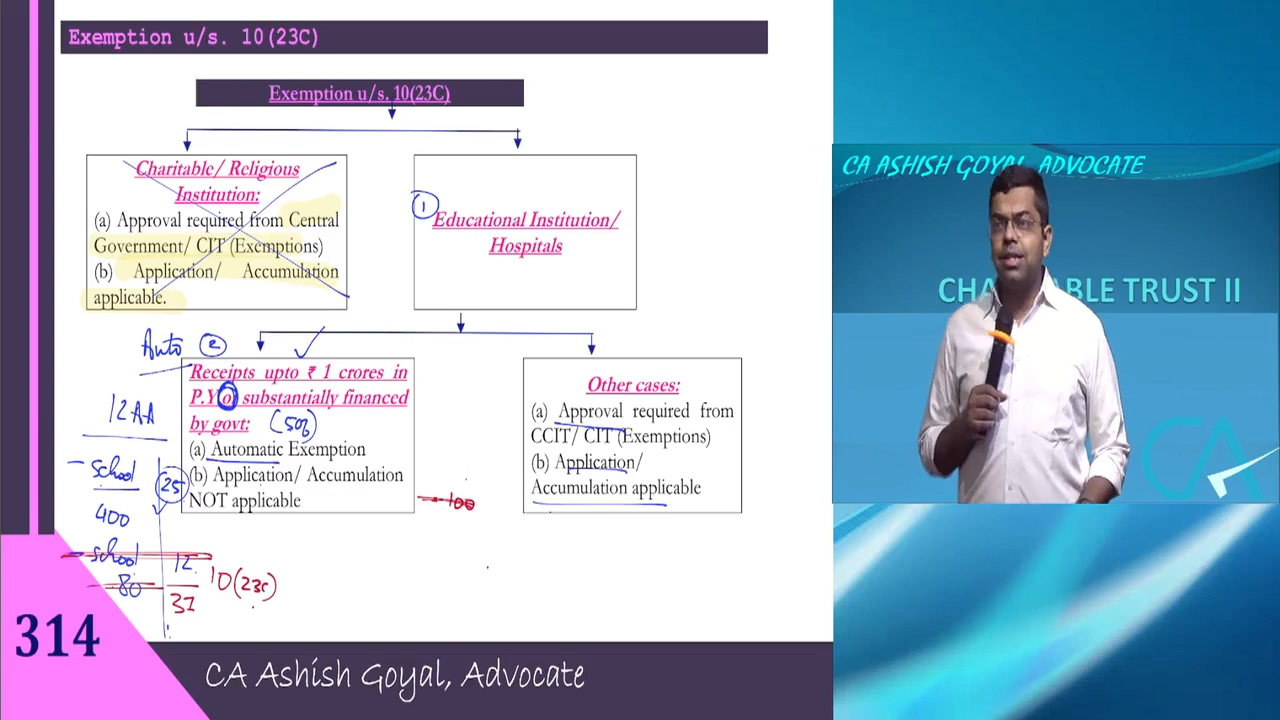 Exemption u/s. 10(23C)
Exemption u/s. 10(23C)
Charitable/ Religious
Institution:
(a) Approval required from Central
Government/ CIT (Exemptions)
(b) Application/ Accumulation
applicable.
1
Educational Institution/
Hospitals
Auto 2
Receipts upto ₹ 1 crores in
P.Y or substantially financed
by govt:
(a) Automatic Exemption
(b) Application/ Accumulation
NOT applicable
Other cases:
(a) Approval required from
CCIT/ CIT (Exemptions)
(b) Application/
Accumulation applicable
12AA
- School 25
400
- School 12
80
37
10(23C)
100
314
CA Ashish Goyal, Advocate
CA ASHISH GOYAL, ADVOCATE
TRUST II
CA